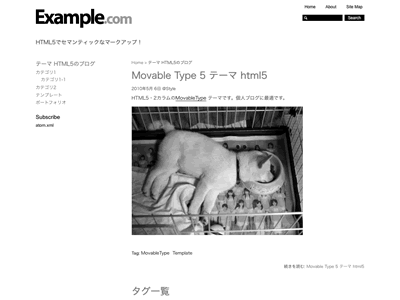 Example.com
Home
About
Site Map
Search
HTML5でセマンティックなマークアップ！
テーマ HTML5のブログ
カテゴリ1
カテゴリ1-1
カテゴリ2
テンプレート
ポートフォリオ
Subscribe
atom.xml
Home > テーマ HTML5のブログ
Movable Type 5 テーマ html5
2010年5月 6日 @Style
HTML5・2カラムのMovableType テーマです。個人ブログに最適です。
Tag: MovableType Template
続きを読む: Movable Type 5 テーマ html5
タグ一覧